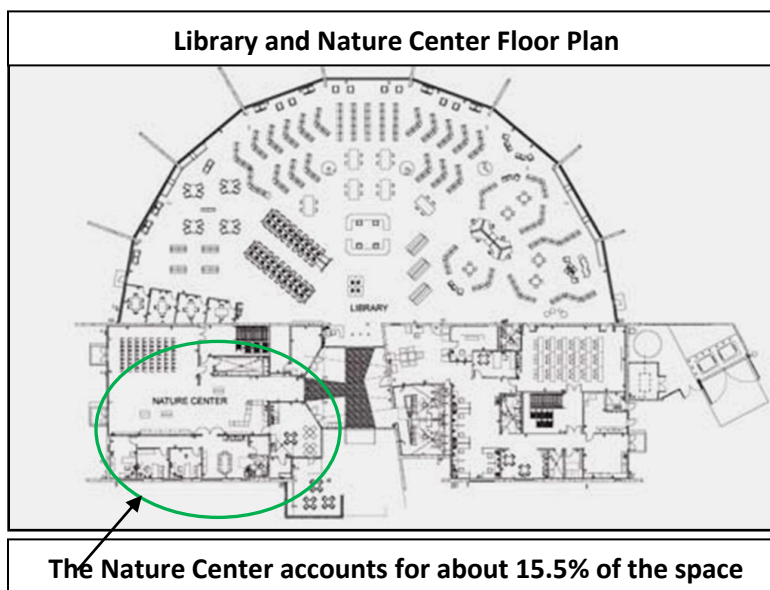 Library and Nature Center Floor Plan
LIBRARY
NATURE CENTER
The Nature Center accounts for about 15.5% of the space